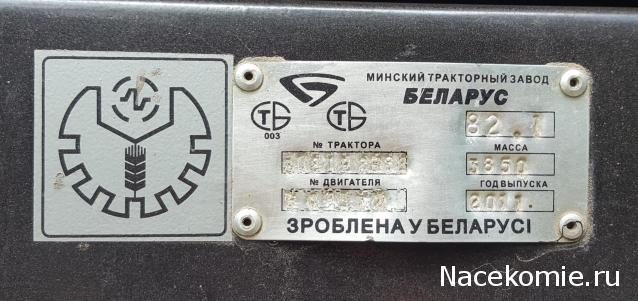 МИНСКИЙ ТРАКТОРНЫЙ ЗАВОД
БЕЛАРУС
003
82.1
№ ТРАКТОРА
МАССА
3850
№ ДВИГАТЕЛЯ
ГОД ВЫПУСКА
2011.
ЗРОБЛЕНА У БЕЛАРУСІ
Nacekomie.ru